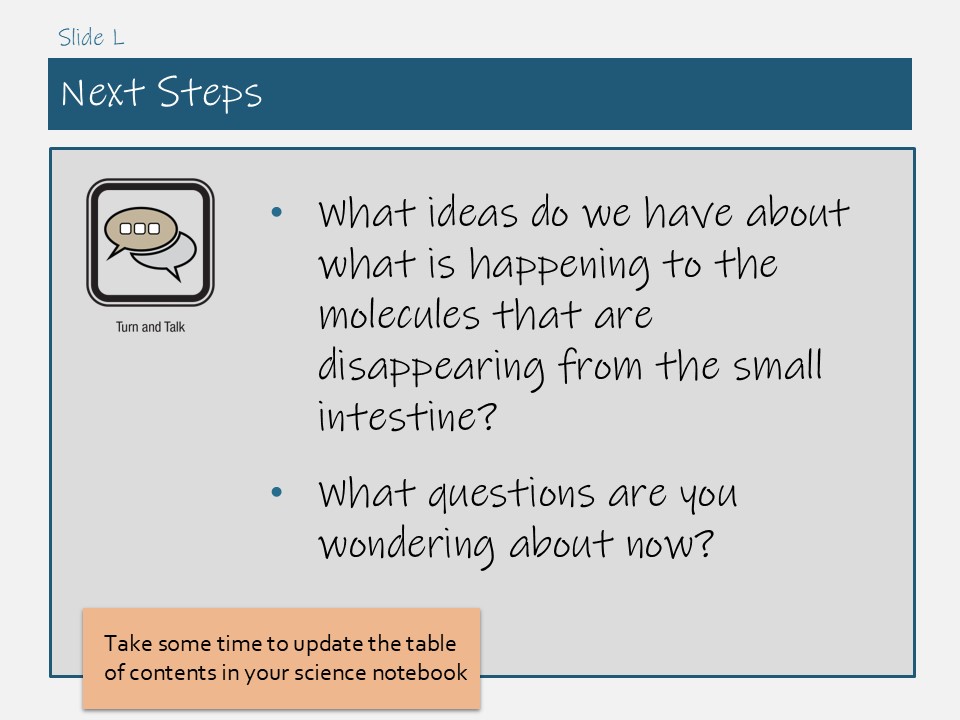 Slide L
Next Steps
Turn and Talk
• What ideas do we have about
what is happening to the
molecules that are
disappearing from the small
intestine?
• What questions are you
wondering about now?
Take some time to update the table
of contents in your science notebook